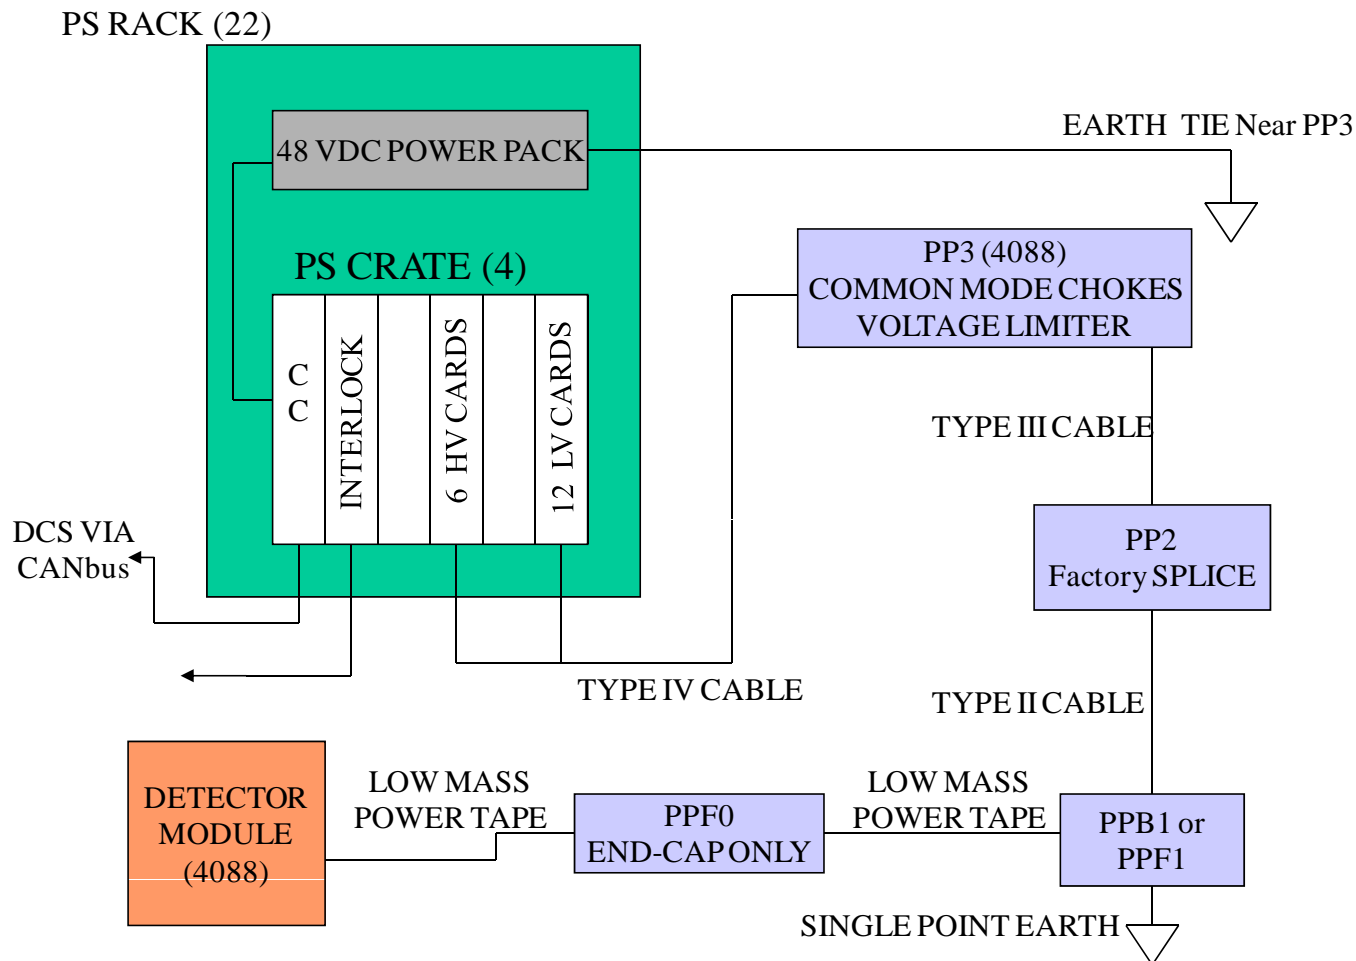 PS RACK (22)
48 VDC POWER PACK
EARTH TIE Near PP3
PS CRATE (4)
C
C
INTERLOCK
6 HV CARDS
12 LV CARDS
PP3 (4088)
COMMON MODE CHOKES
VOLTAGE LIMITER
TYPE III CABLE
DCS VIA
CANbus
PP2
Factory SPLICE
TYPE IV CABLE
TYPE II CABLE
DETECTOR
MODULE
(4088)
LOW MASS
POWER TAPE
PPF0
END-CAP ONLY
LOW MASS
POWER TAPE
PPB1 or
PPF1
SINGLE POINT EARTH